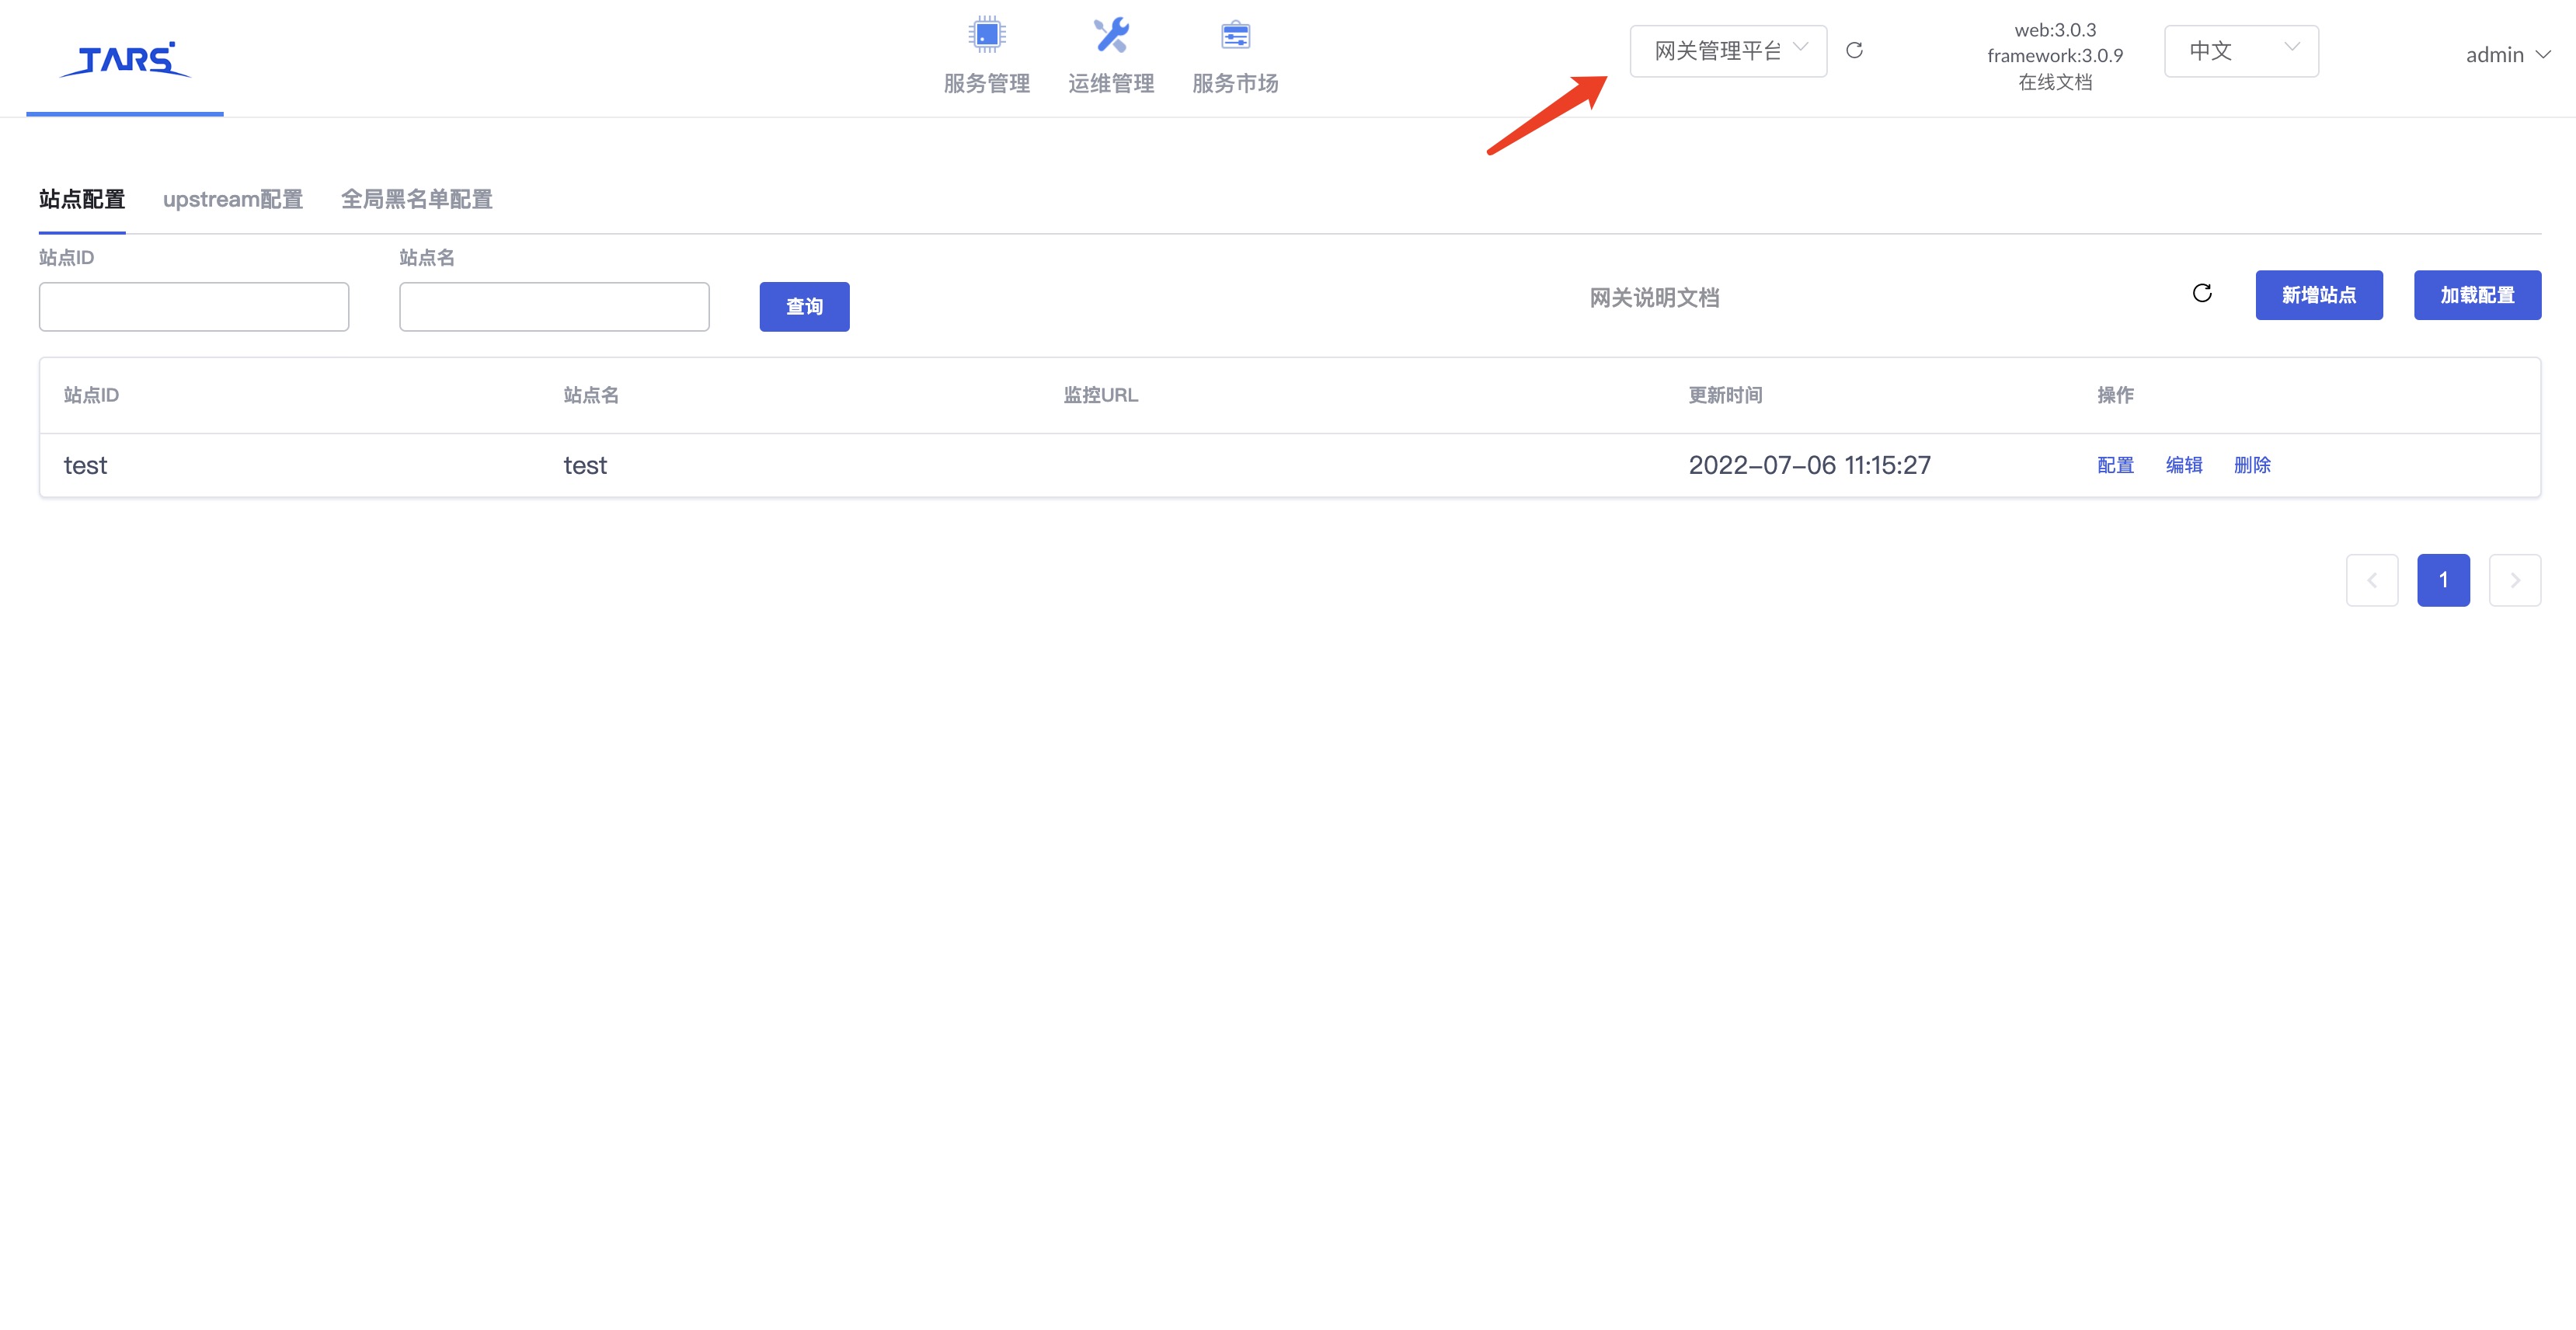 TARS
服务管理
运维管理
服务市场
网关管理平台
web:3.0.3
framework:3.0.9
在线文档
中文
admin
站点配置 upstream配置 全局黑名单配置
站点ID 站点名
查询 网关说明文档 新增站点 加载配置
站点ID 站点名 监控URL 更新时间 操作
test test 2022-07-06 11:15:27 配置 编辑 删除
1